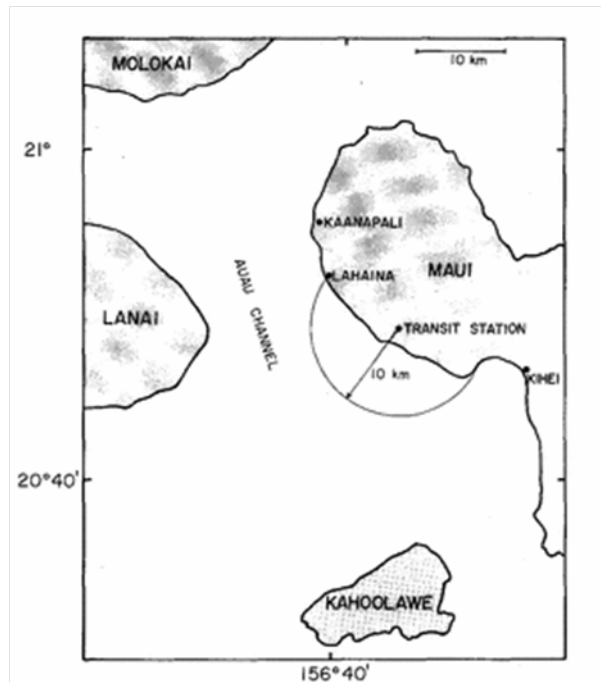 MOLOKAI
10 km
21°
KAANAPALI
LAHAINA
MAUI
AUAU CHANNEL
LANAI
TRANSIT STATION
10 km
KIHEI
20°40'
KAHOOLAWE
156°40'